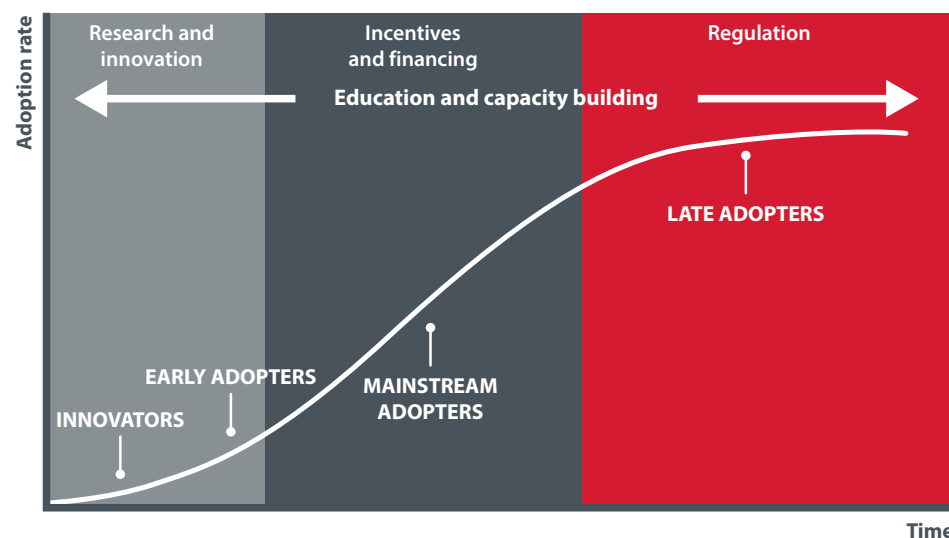 Adoption rate
Research and
innovation
Incentives
and financing
Regulation
Education and capacity building
LATE ADOPTERS
EARLY ADOPTERS
MAINSTREAM
ADOPTERS
INNOVATORS
Time